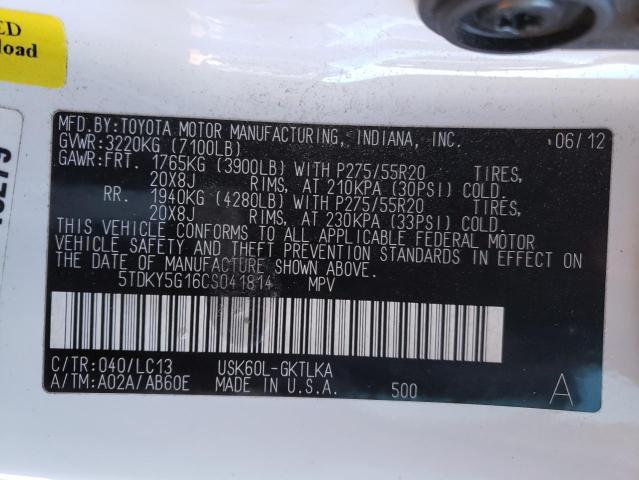 ED
load
MFD.BY:TOYOTA MOTOR MANUFACTURING, INDIANA, INC. 06/12
GVWR:3220KG (7100LB)
GAWR:FRT. 1765KG (3900LB) WITH P275/55R20 TIRES,
20X8J RIMS, AT 210KPA (30PSI) COLD.
RR. 1940KG (4280LB) WITH P275/55R20 TIRES,
20X8J RIMS, AT 230KPA (33PSI) COLD.
THIS VEHICLE CONFORMS TO ALL APPLICABLE FEDERAL MOTOR
VEHICLE SAFETY AND THEFT PREVENTION STANDARDS IN EFFECT ON
THE DATE OF MANUFACTURE SHOWN ABOVE.
5TDKY5G16CS041814 MPV
C/TR:040/LC13 USK60L-GKTLKA
A/TM:A02A/AB60E MADE IN U.S.A. 500 A